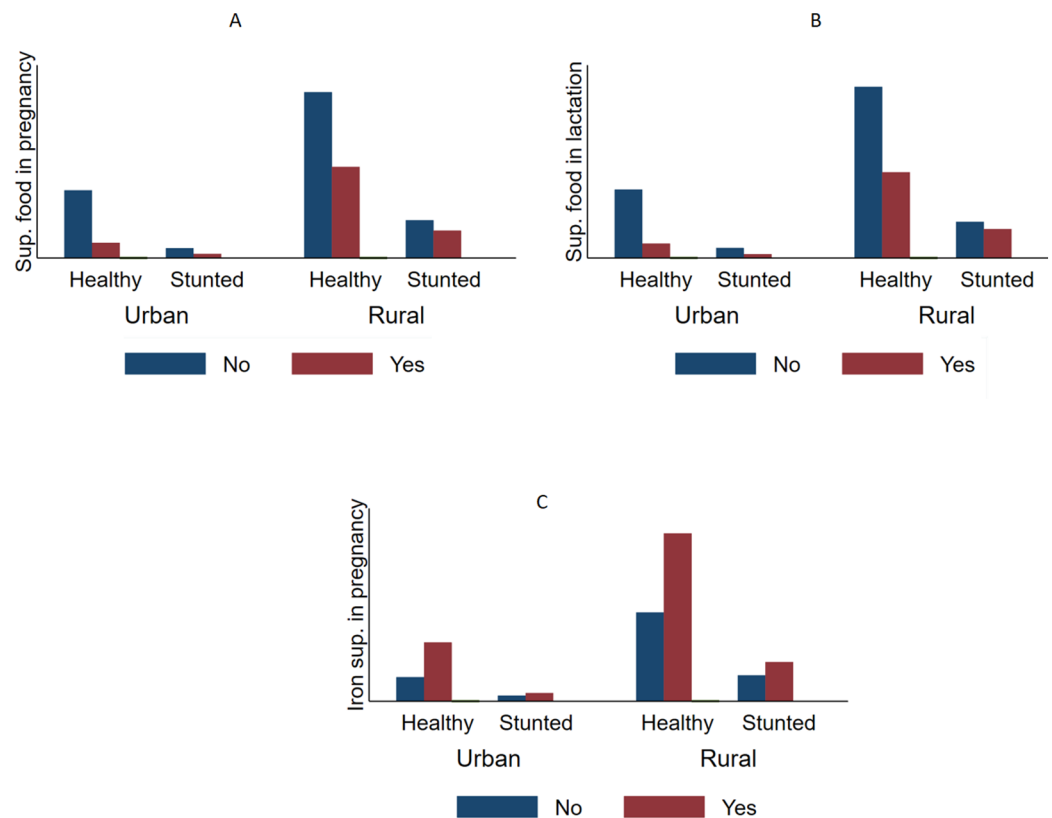 A
Sup. food in pregnancy
Healthy Stunted Healthy Stunted
Urban Rural
No Yes
B
Sup. food in lactation
Healthy Stunted Healthy Stunted
Urban Rural
No Yes
C
Iron sup. in pregnancy
Healthy Stunted Healthy Stunted
Urban Rural
No Yes